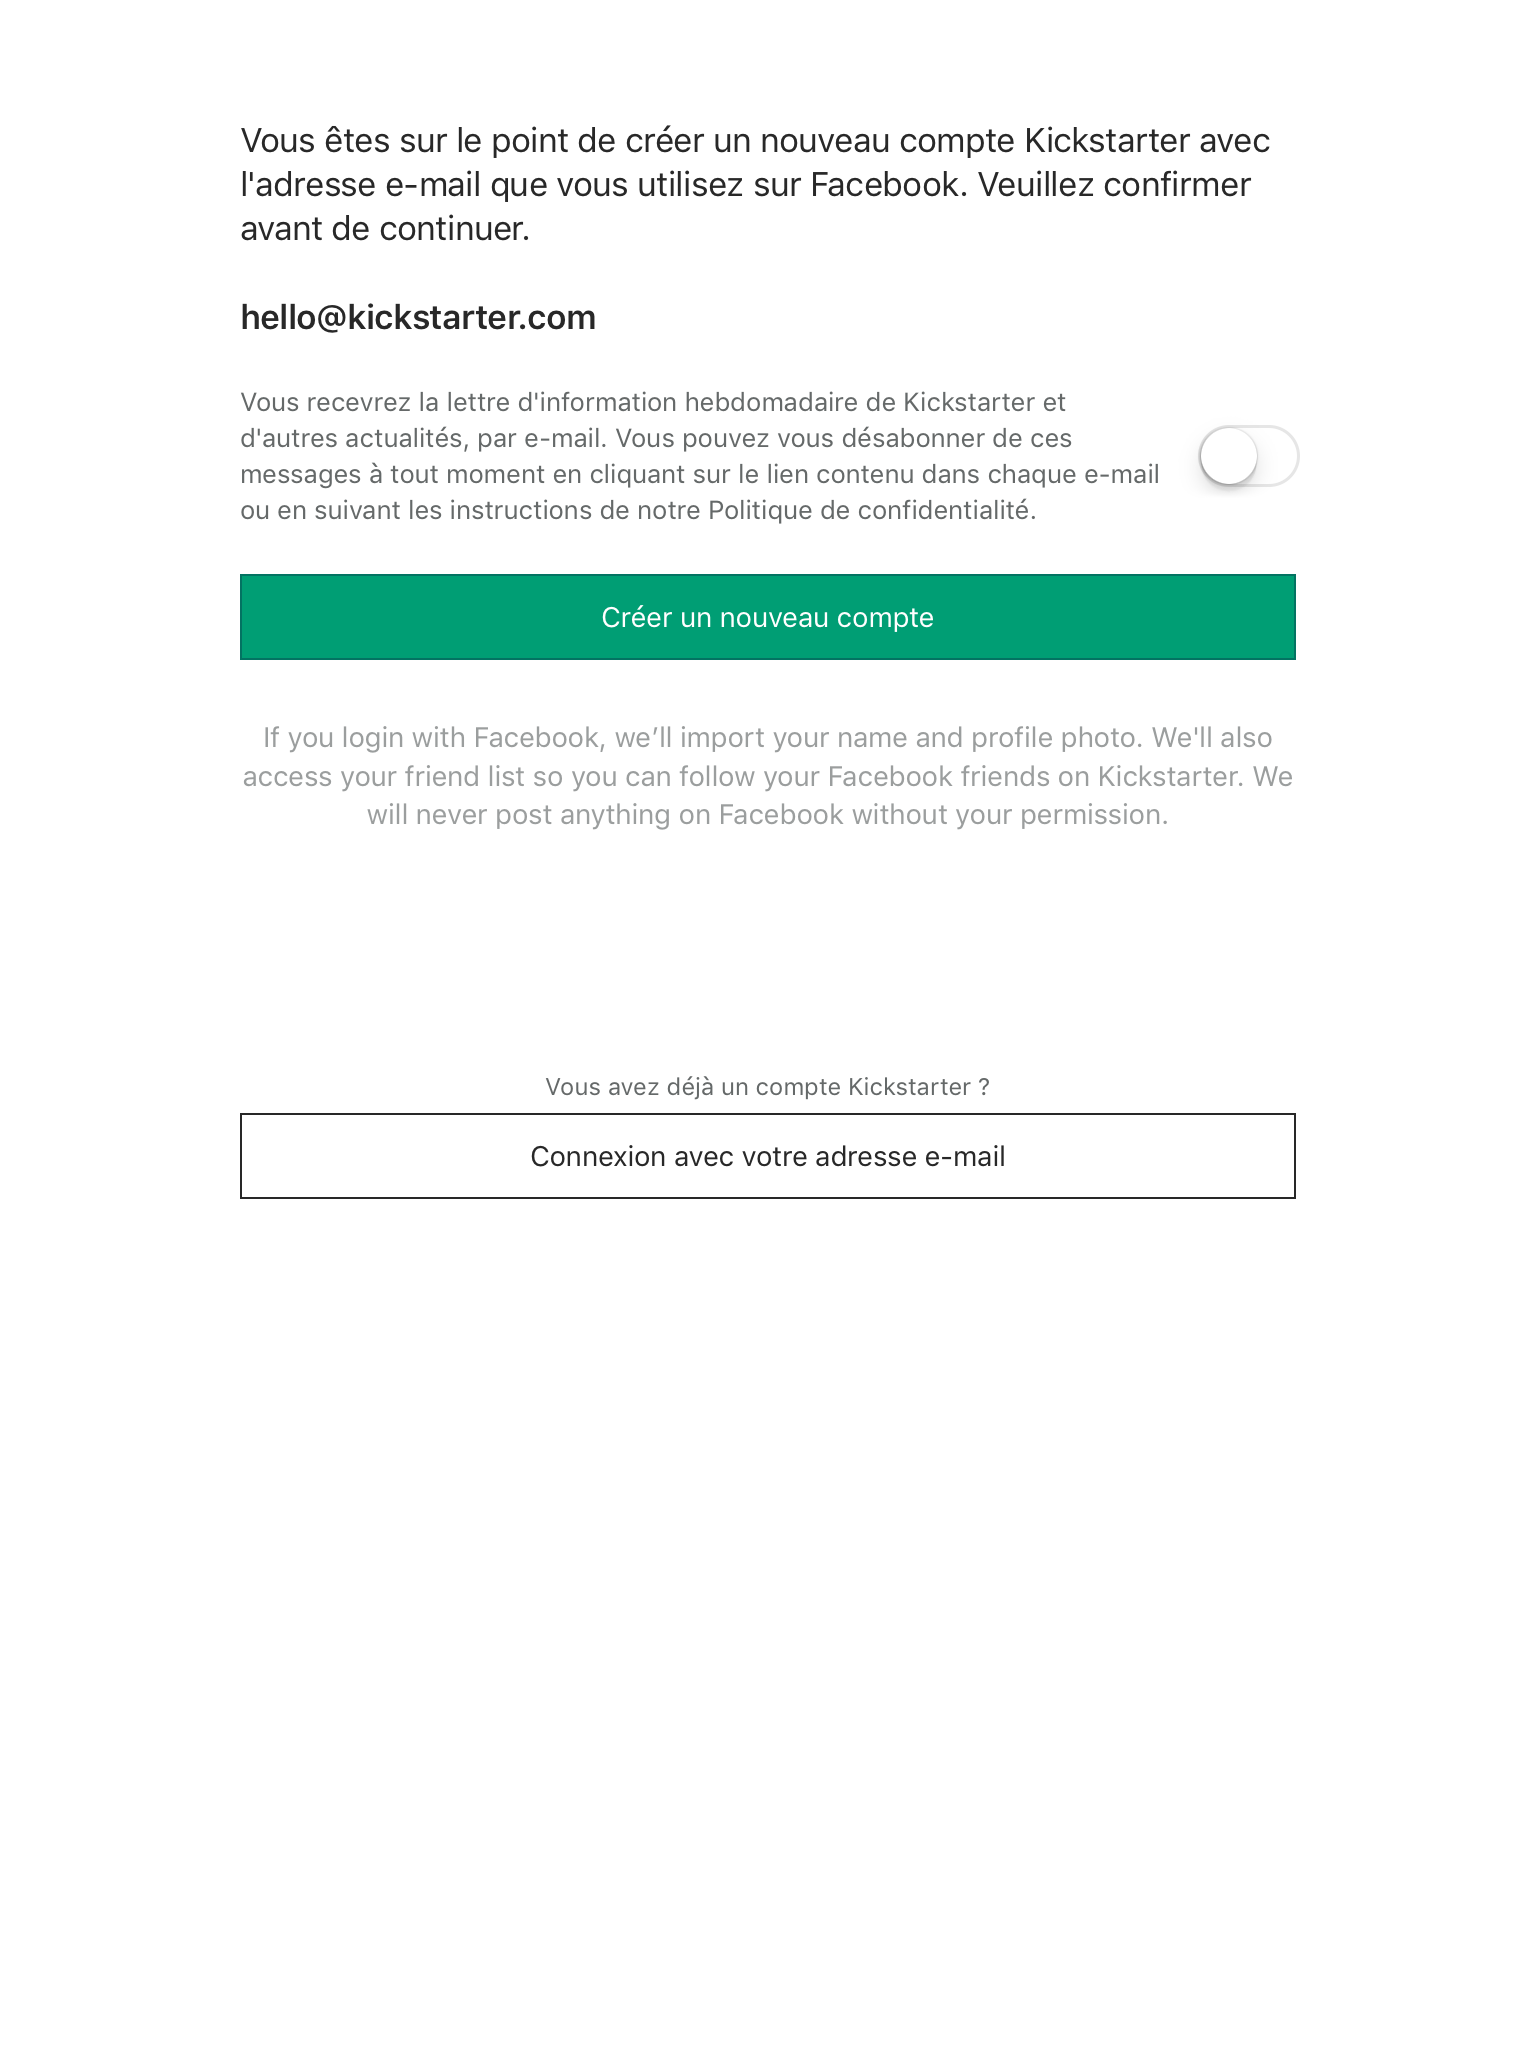 Vous êtes sur le point de créer un nouveau compte Kickstarter avec
l'adresse e-mail que vous utilisez sur Facebook. Veuillez confirmer
avant de continuer.
hello@kickstarter.com
Vous recevrez la lettre d'information hebdomadaire de Kickstarter et
d'autres actualités, par e-mail. Vous pouvez vous désabonner de ces
messages à tout moment en cliquant sur le lien contenu dans chaque e-mail
ou en suivant les instructions de notre Politique de confidentialité.
Créer un nouveau compte
If you login with Facebook, we’ll import your name and profile photo. We'll also
access your friend list so you can follow your Facebook friends on Kickstarter. We
will never post anything on Facebook without your permission.
Vous avez déjà un compte Kickstarter ?
Connexion avec votre adresse e-mail